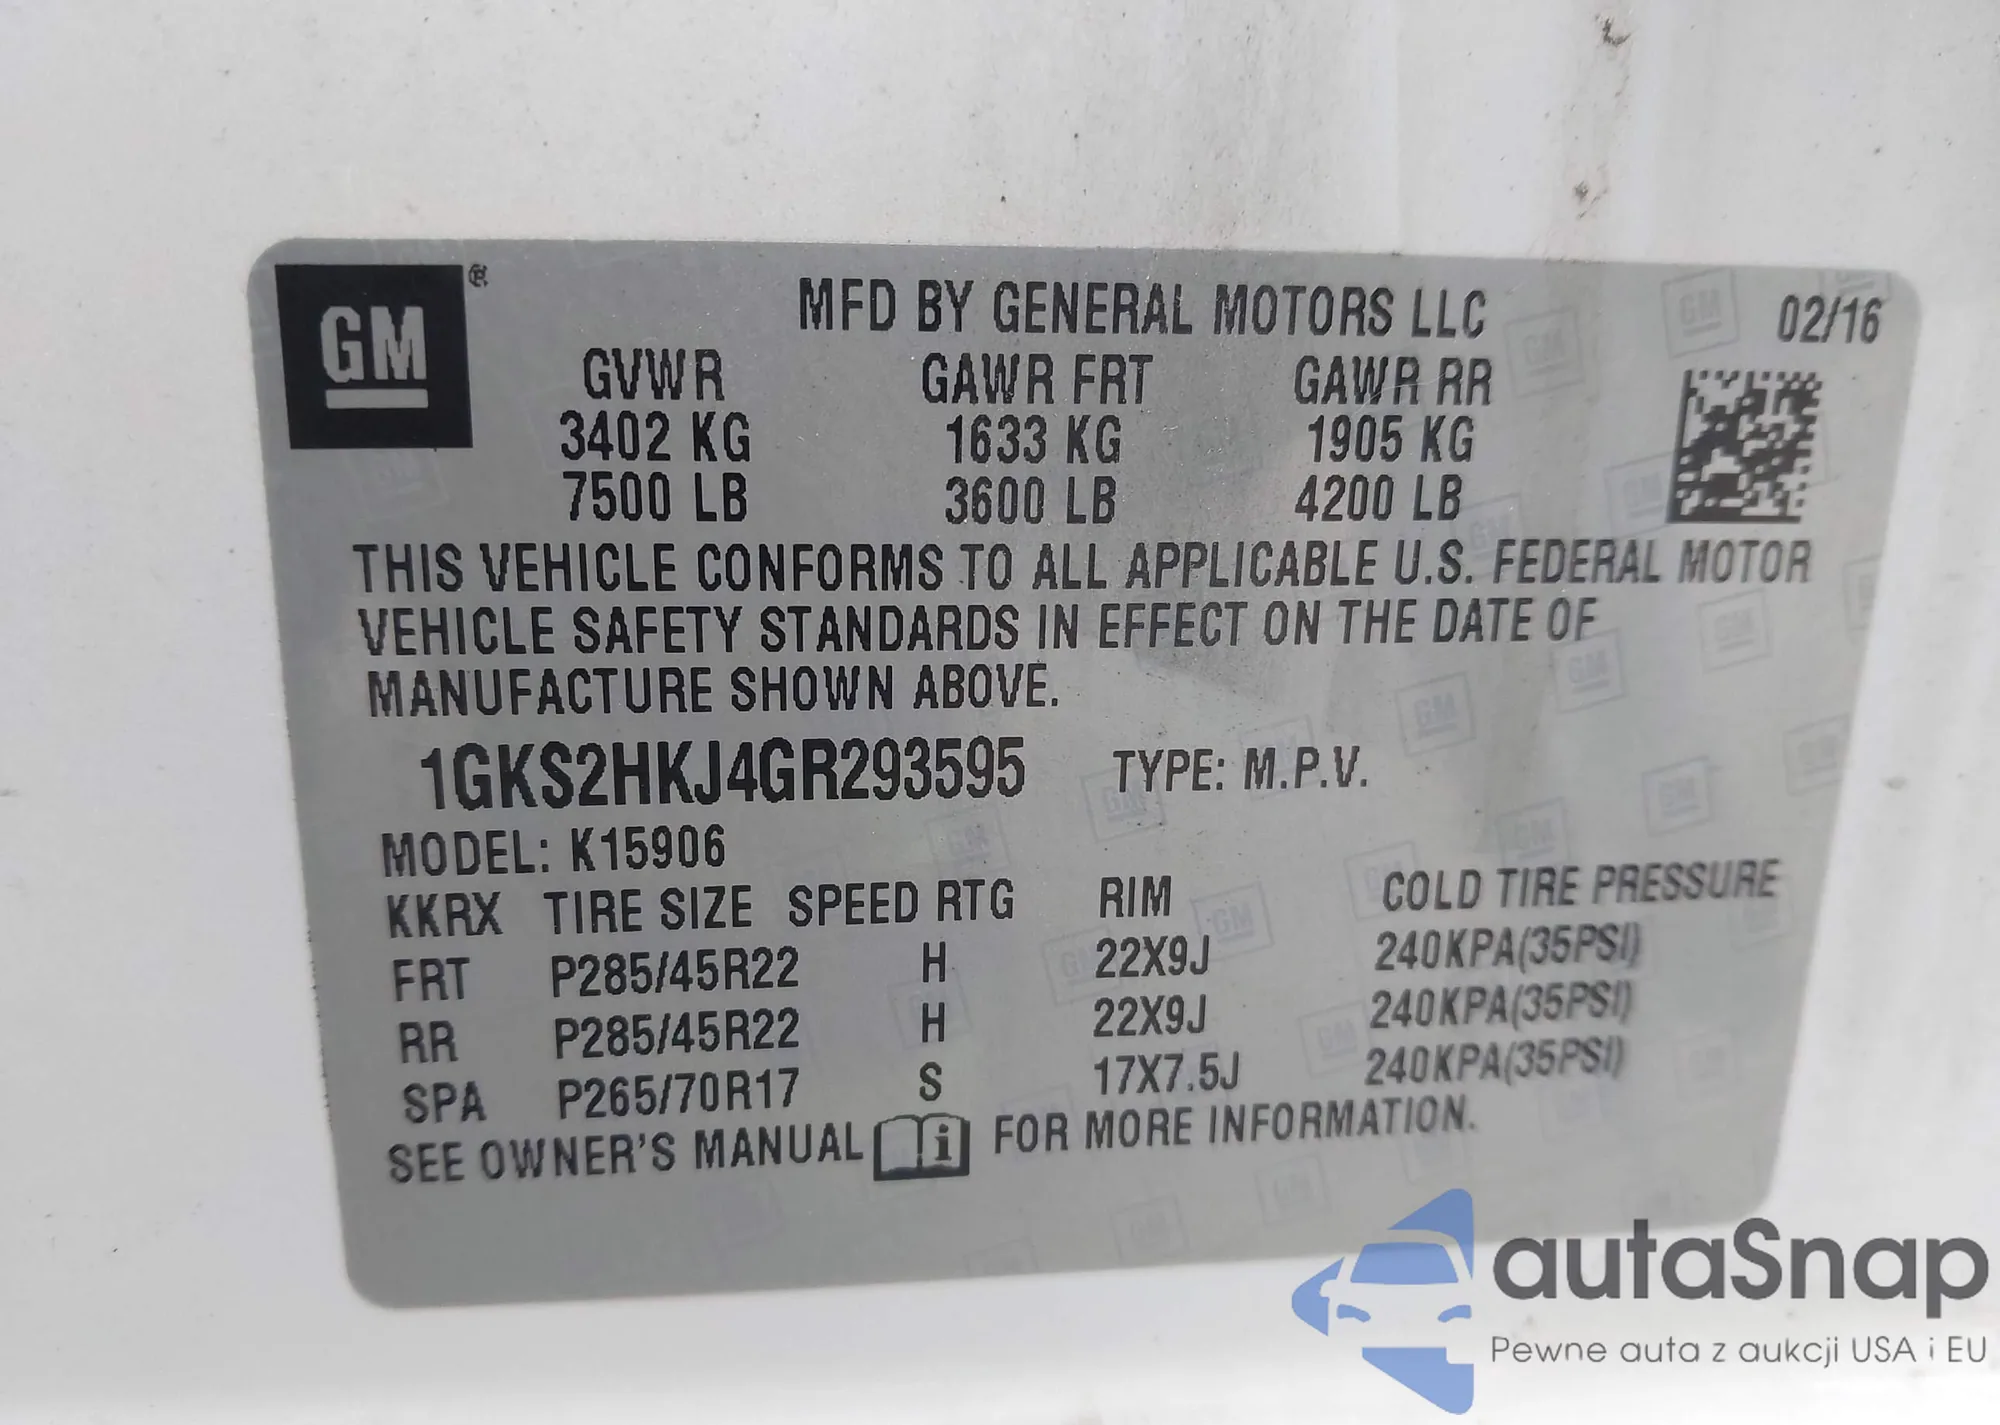 GM®
MFD BY GENERAL MOTORS LLC 02/16
GVWR GAWR FRT GAWR RR
3402 KG 1633 KG 1905 KG
7500 LB 3600 LB 4200 LB
THIS VEHICLE CONFORMS TO ALL APPLICABLE U.S. FEDERAL MOTOR
VEHICLE SAFETY STANDARDS IN EFFECT ON THE DATE OF
MANUFACTURE SHOWN ABOVE.
1GKS2HKJ4GR293595 TYPE: M.P.V.
MODEL: K15906
KKRX TIRE SIZE SPEED RTG RIM COLD TIRE PRESSURE
FRT P285/45R22 H 22X9J 240KPA(35PSI)
RR P285/45R22 H 22X9J 240KPA(35PSI)
SPA P265/70R17 S 17X7.5J 240KPA(35PSI)
SEE OWNER'S MANUAL i FOR MORE INFORMATION.
autaSnap
Pewne auta z aukcji USA i EU